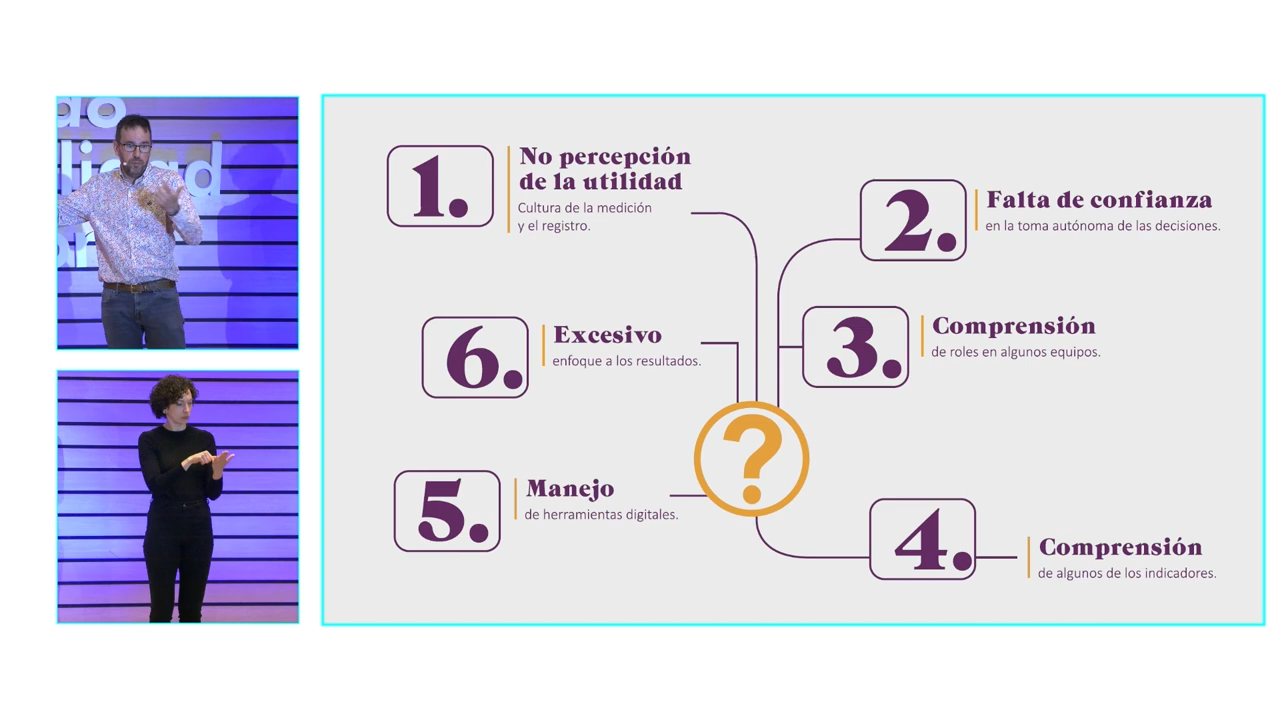 1.
No percepción
de la utilidad
Cultura de la medición
y el registro.
2.
Falta de confianza
en la toma autónoma de las decisiones.
3.
Comprensión
de roles en algunos equipos.
4.
Comprensión
de algunos de los indicadores.
5.
Manejo
de herramientas digitales.
6.
Excesivo
enfoque a los resultados.
?